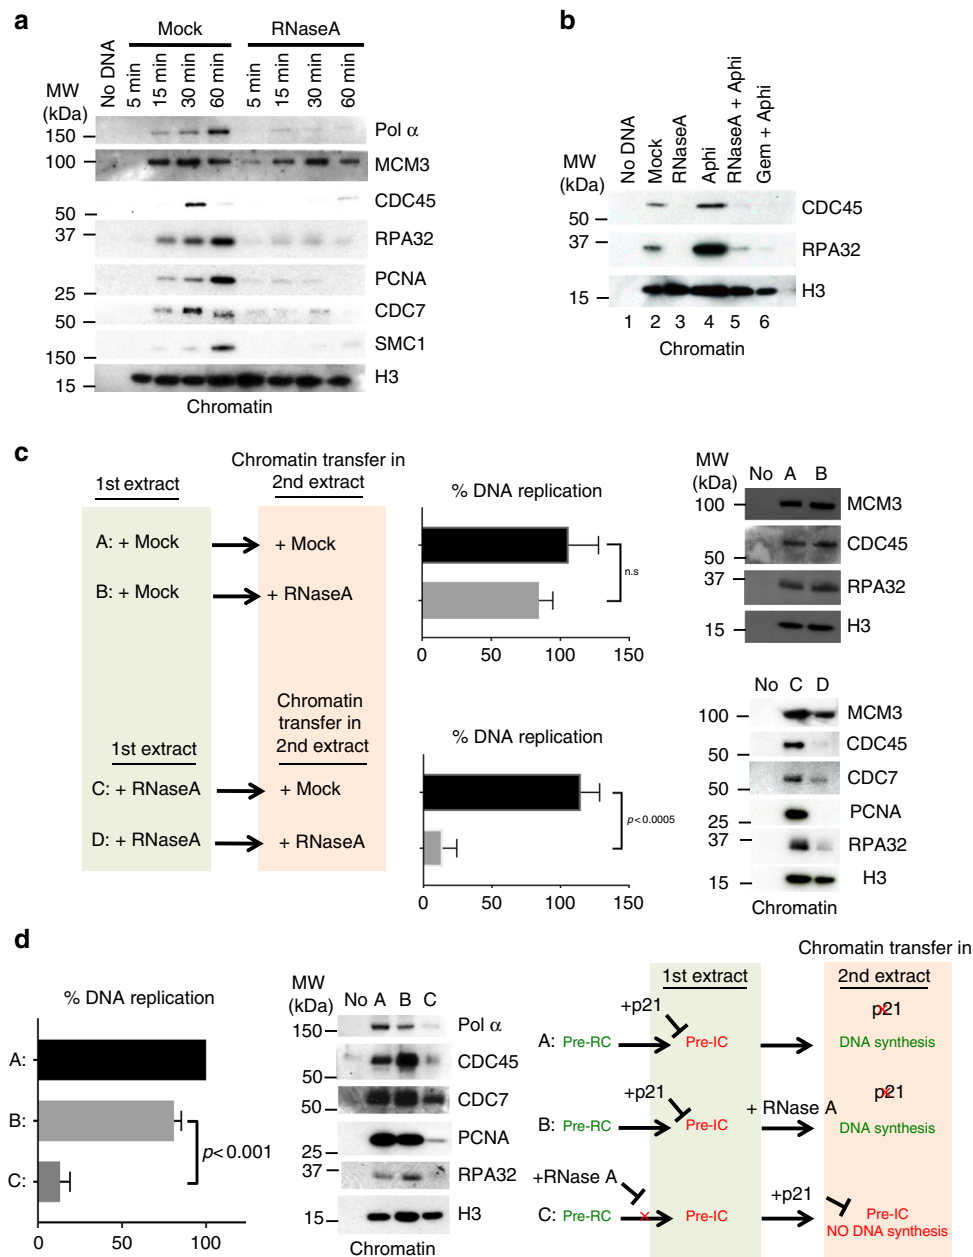 a
Mock
RNaseA
MW
(kDa)
No DNA
5 min
15 min
30 min
60 min
5 min
15 min
30 min
60 min
150
Pol α
100
MCM3
CDC45
50
37
RPA32
PCNA
25
CDC7
50
SMC1
150
H3
15
Chromatin
b
MW
(kDa)
No DNA
Mock
RNaseA
Aphi
RNaseA + Aphi
Gem + Aphi
CDC45
50
37
RPA32
H3
15
1 2 3 4 5 6
Chromatin
c
1st extract
Chromatin transfer in
2nd extract
A: + Mock
+ Mock
B: + Mock
+ RNaseA
% DNA replication
n.s
0 50 100 150
MW
(kDa)
No A B
100
MCM3
CDC45
50
37
RPA32
H3
15
1st extract
Chromatin
transfer in
2nd extract
C: + RNaseA
+ Mock
D: + RNaseA
+ RNaseA
% DNA replication
p<0.0005
0 50 100 150
No C D
100
MCM3
CDC45
50
CDC7
50
PCNA
25
37
RPA32
H3
15
Chromatin
d
% DNA replication
A:
B:
C:
p<0.001
0 100
MW
(kDa)
No A B C
150
Pol α
CDC45
50
CDC7
50
PCNA
25
37
RPA32
H3
15
Chromatin
1st extract
Chromatin transfer in
2nd extract
+p21
p21
A: Pre-RC
Pre-IC
DNA synthesis
+p21
+ RNase A
p21
B: Pre-RC
Pre-IC
DNA synthesis
+RNase A
+p21
C: Pre-RC
Pre-IC
Pre-IC
NO DNA synthesis